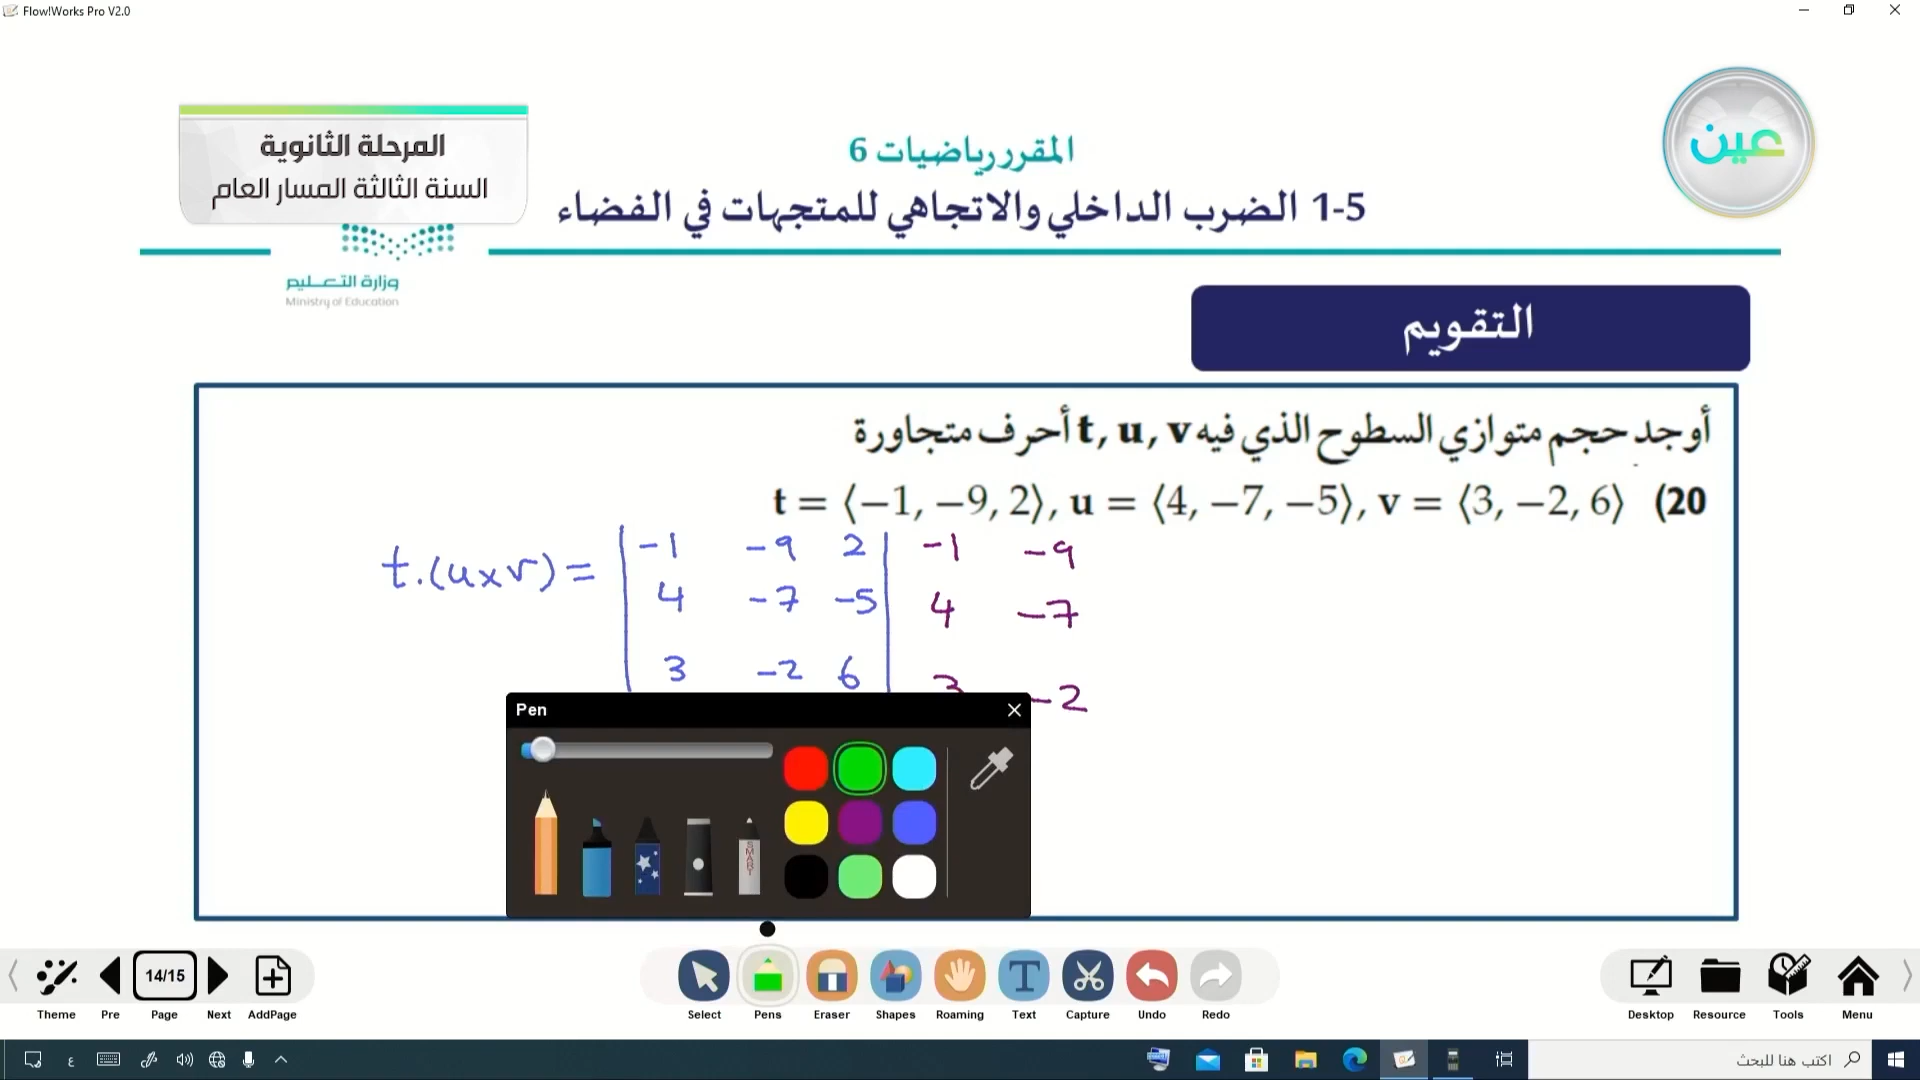 Flow!Works Pro V2.0
المرحلة الثانوية
السنة الثالثة المسار العام
المقرر رياضيات 6
1-5 الضرب الداخلي والاتجاهي للمتجهات في الفضاء
عين
وزارة التعليم
Ministry of Education
التقويم
أوجد حجم متوازي السطوح الذي فيه t, u, v أحرف متجاورة
t = ⟨−1, −9, 2⟩, u = ⟨4, −7, −5⟩, v = ⟨3, −2, 6⟩ (20
t.(u×v) = | -1 -9 2 | -1 -9
4 -7 -5 4 -7
3 -2 6 3 -2
Pen
SMART
14/15
Theme Pre Page Next AddPage
Select Pens Eraser Shapes Roaming Text Capture Undo Redo
Desktop Resource Tools Menu
ع
اكتب هنا للبحث